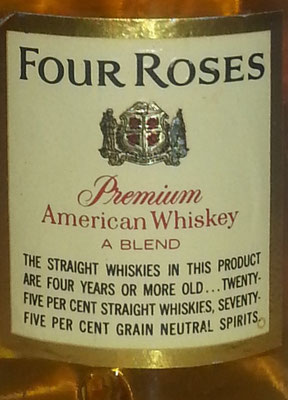 FOUR ROSES
Premium
American Whiskey
A BLEND
THE STRAIGHT WHISKIES IN THIS PRODUCT
ARE FOUR YEARS OR MORE OLD...TWENTY-
FIVE PER CENT STRAIGHT WHISKIES, SEVENTY-
FIVE PER CENT GRAIN NEUTRAL SPIRITS.